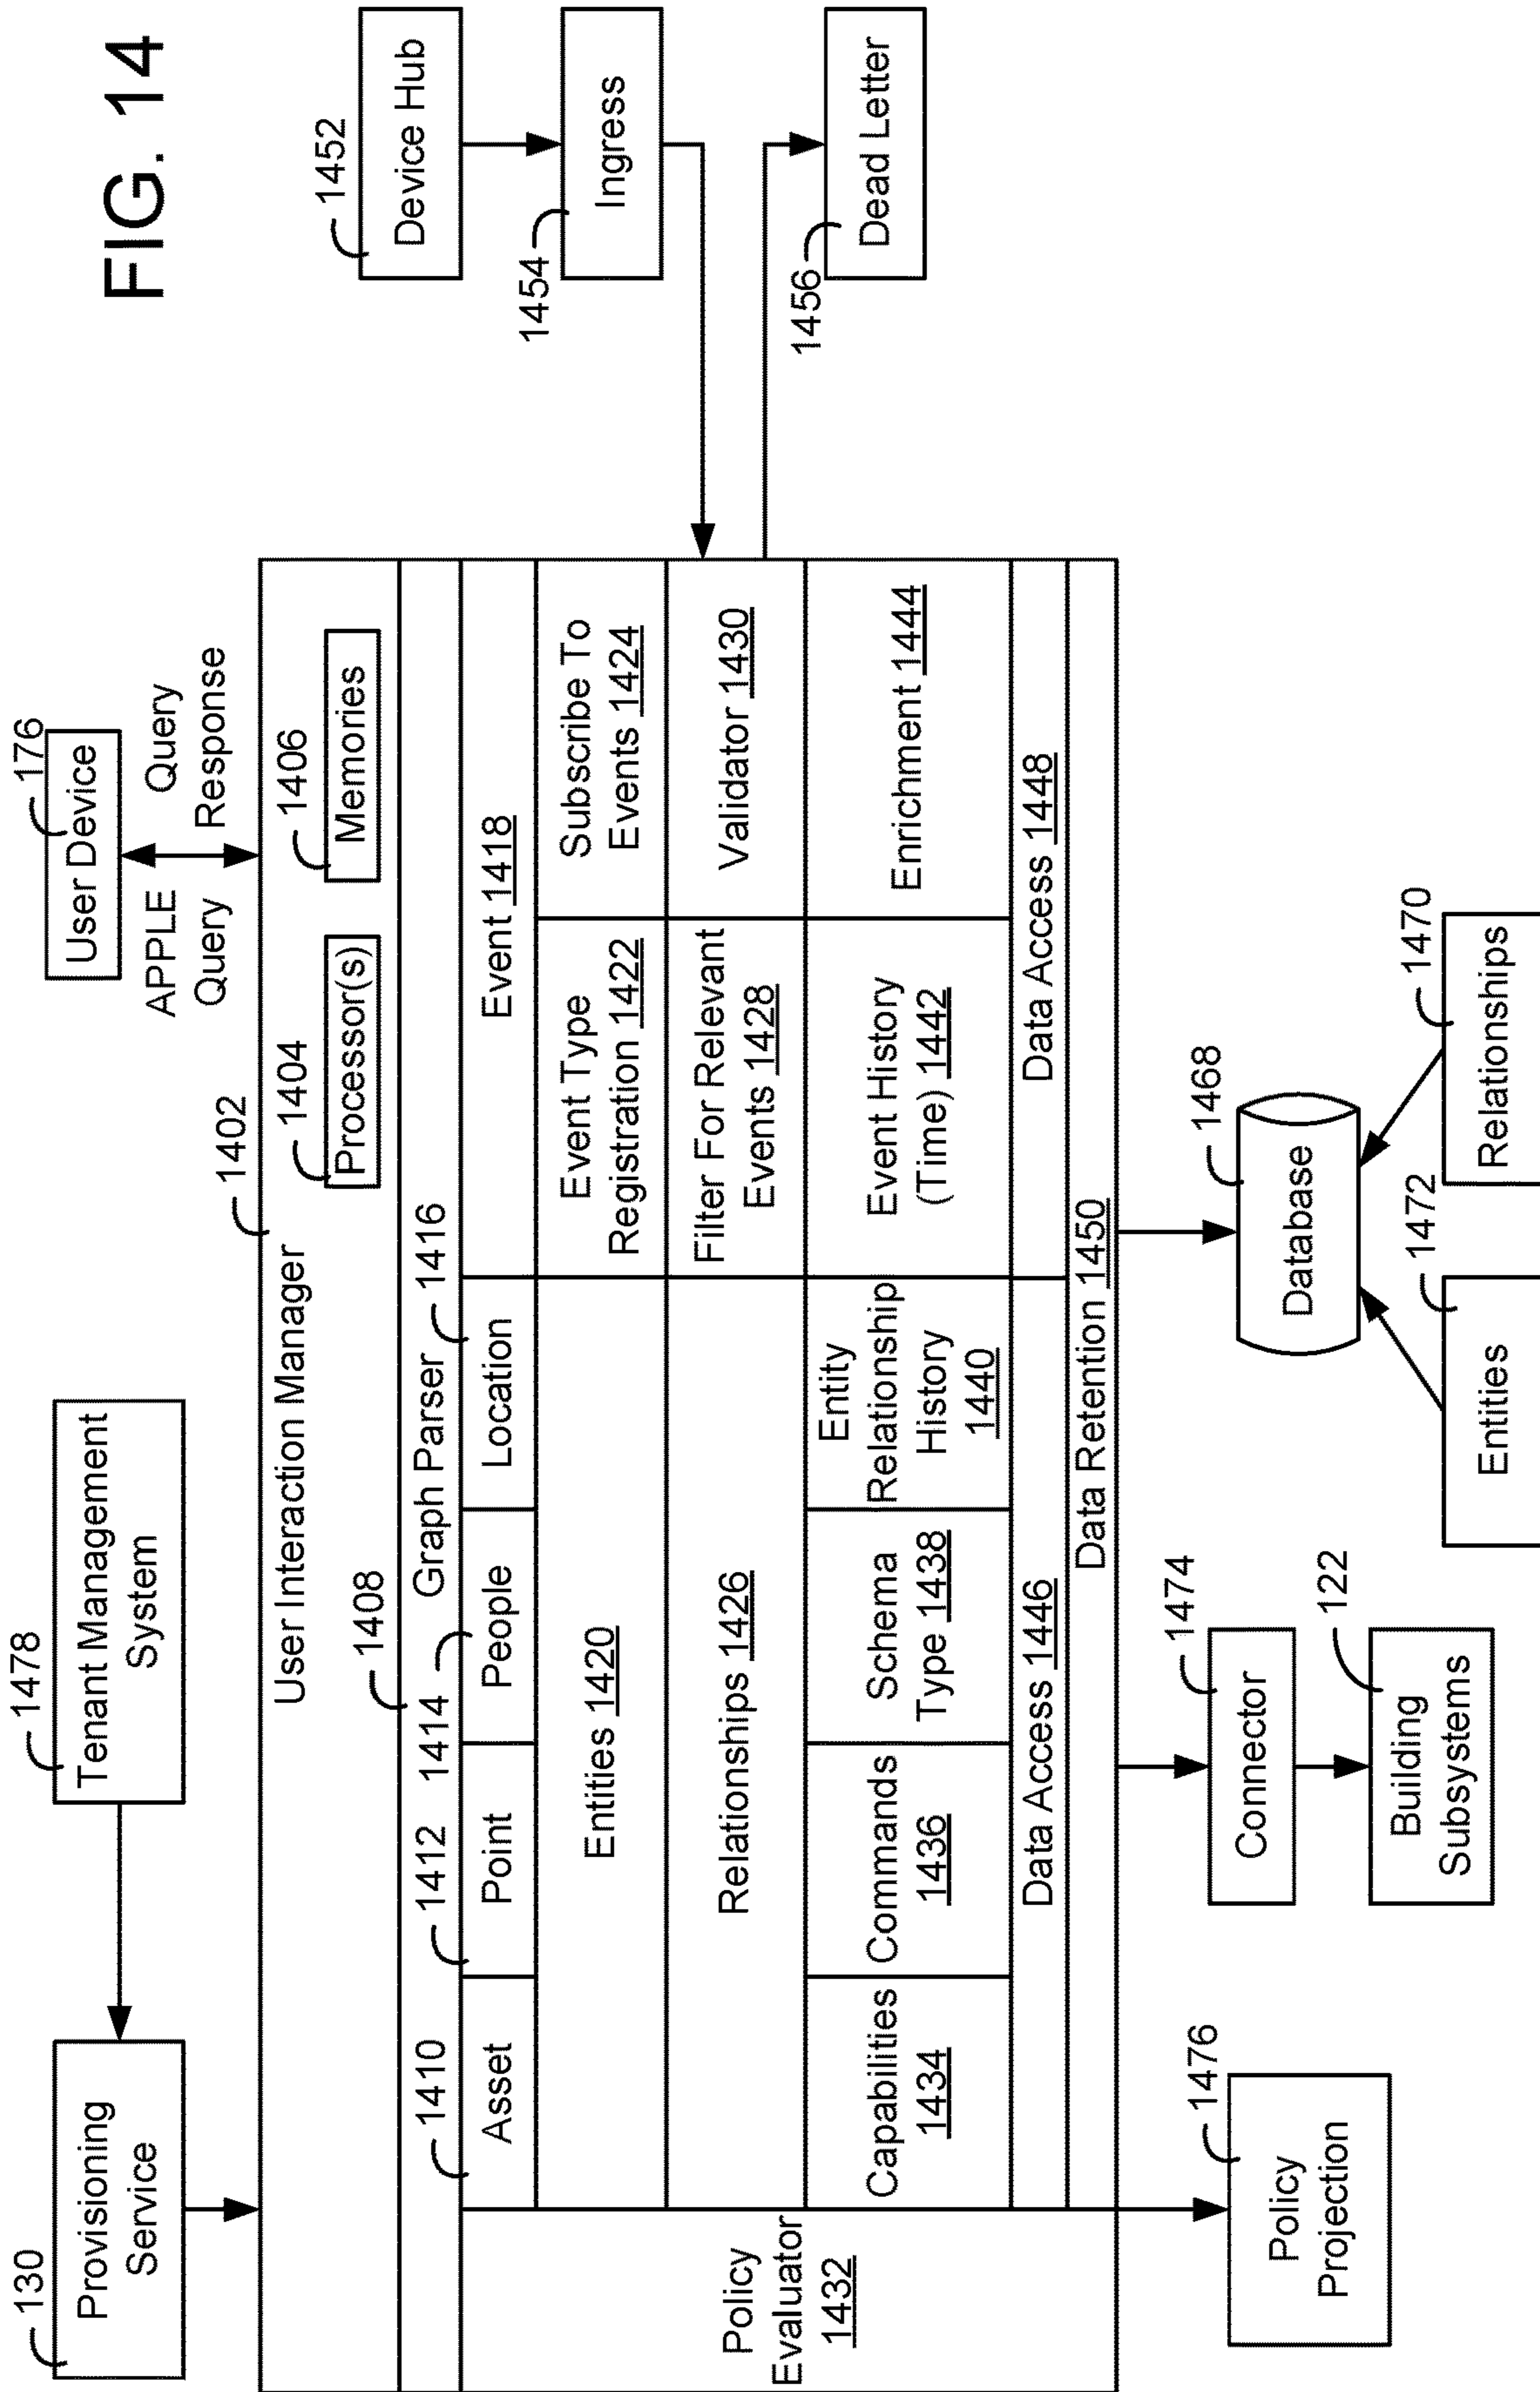 FIG. 14
130
Provisioning
Service
1478
Tenant Management
System
176
User Device
APPLE
Query
Query
Response
1402
User Interaction Manager
1404
Processor(s)
1406
Memories
1408
Graph Parser
1410
Asset
1412
Point
1414
People
1416
Location
Event 1418
Entities 1420
Event Type
Registration 1422
Subscribe To
Events 1424
Relationships 1426
Filter For Relevant
Events 1428
Validator 1430
Policy
Evaluator
1432
Capabilities
1434
Commands
1436
Schema
Type 1438
Entity
Relationship
History
1440
Event History
(Time) 1442
Enrichment 1444
Data Access 1446
Data Access 1448
Data Retention 1450
1452
Device Hub
1454
Ingress
1456
Dead Letter
1476
Policy
Projection
1474
Connector
122
Building
Subsystems
1468
Database
1472
Entities
1470
Relationships